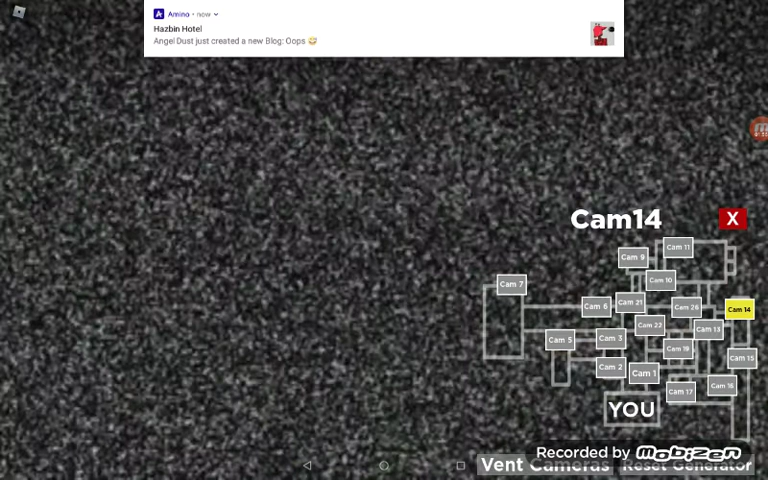 Amino • now
Hazbin Hotel
Angel Dust just created a new Blog: Oops 😳
Cam14
X
Cam 11
Cam 9
Cam 10
Cam 7
Cam 21
Cam 6
Cam 26
Cam 14
Cam 22
Cam 13
Cam 5
Cam 3
Cam 19
Cam 15
Cam 2
Cam 1
Cam 16
Cam 17
YOU
Recorded by mobizen
Vent Cameras
Reset Generator